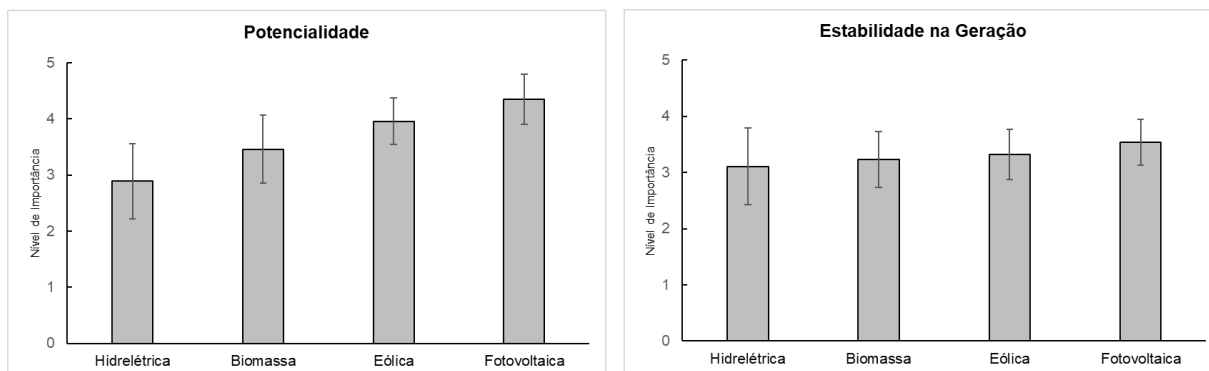 Potencialidade
Nível de Importância
5
4
3
2
1
0
Hidrelétrica Biomassa Eólica Fotovoltaica
Estabilidade na Geração
Nível de Importância
5
4
3
2
1
0
Hidrelétrica Biomassa Eólica Fotovoltaica